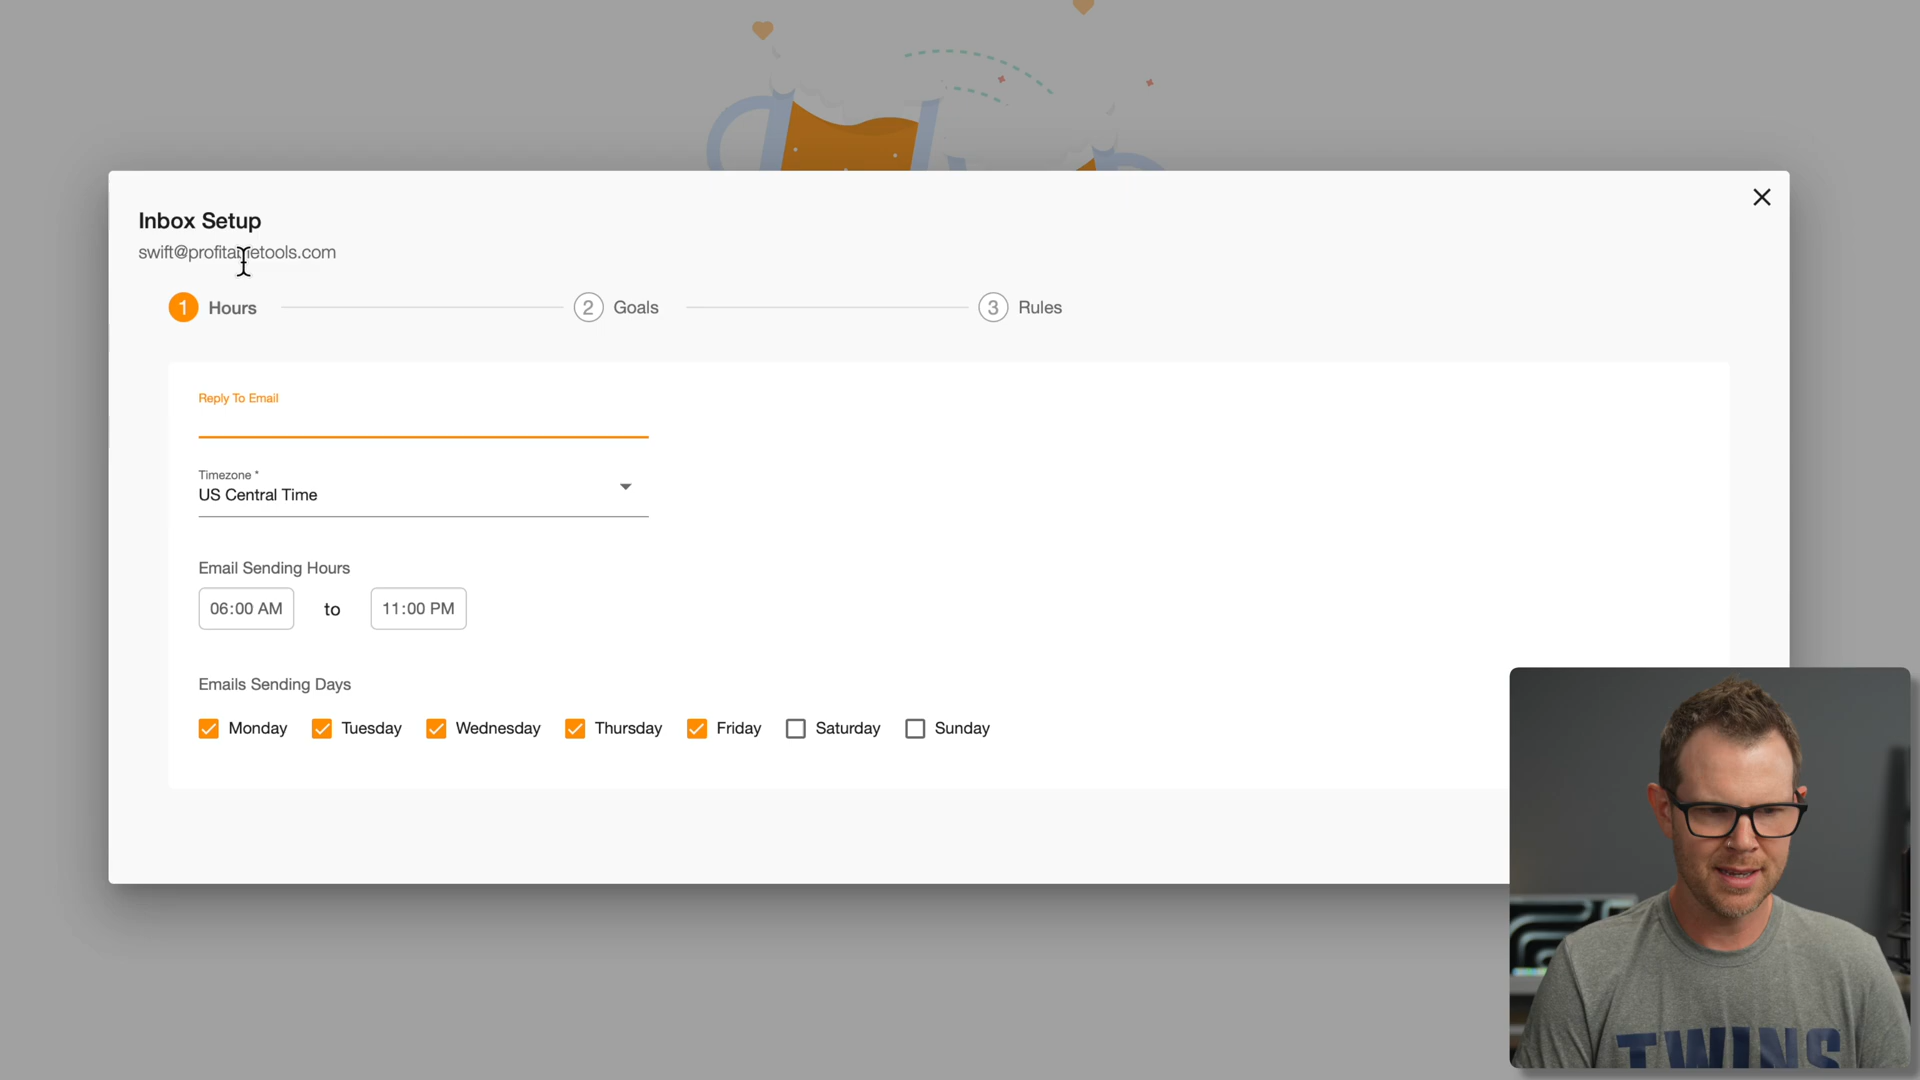 Inbox Setup
swift@profitabletools.com
1 Hours
2 Goals
3 Rules
Reply To Email
Timezone *
US Central Time
Email Sending Hours
06:00 AM to 11:00 PM
Emails Sending Days
Monday Tuesday Wednesday Thursday Friday Saturday Sunday
TWINS